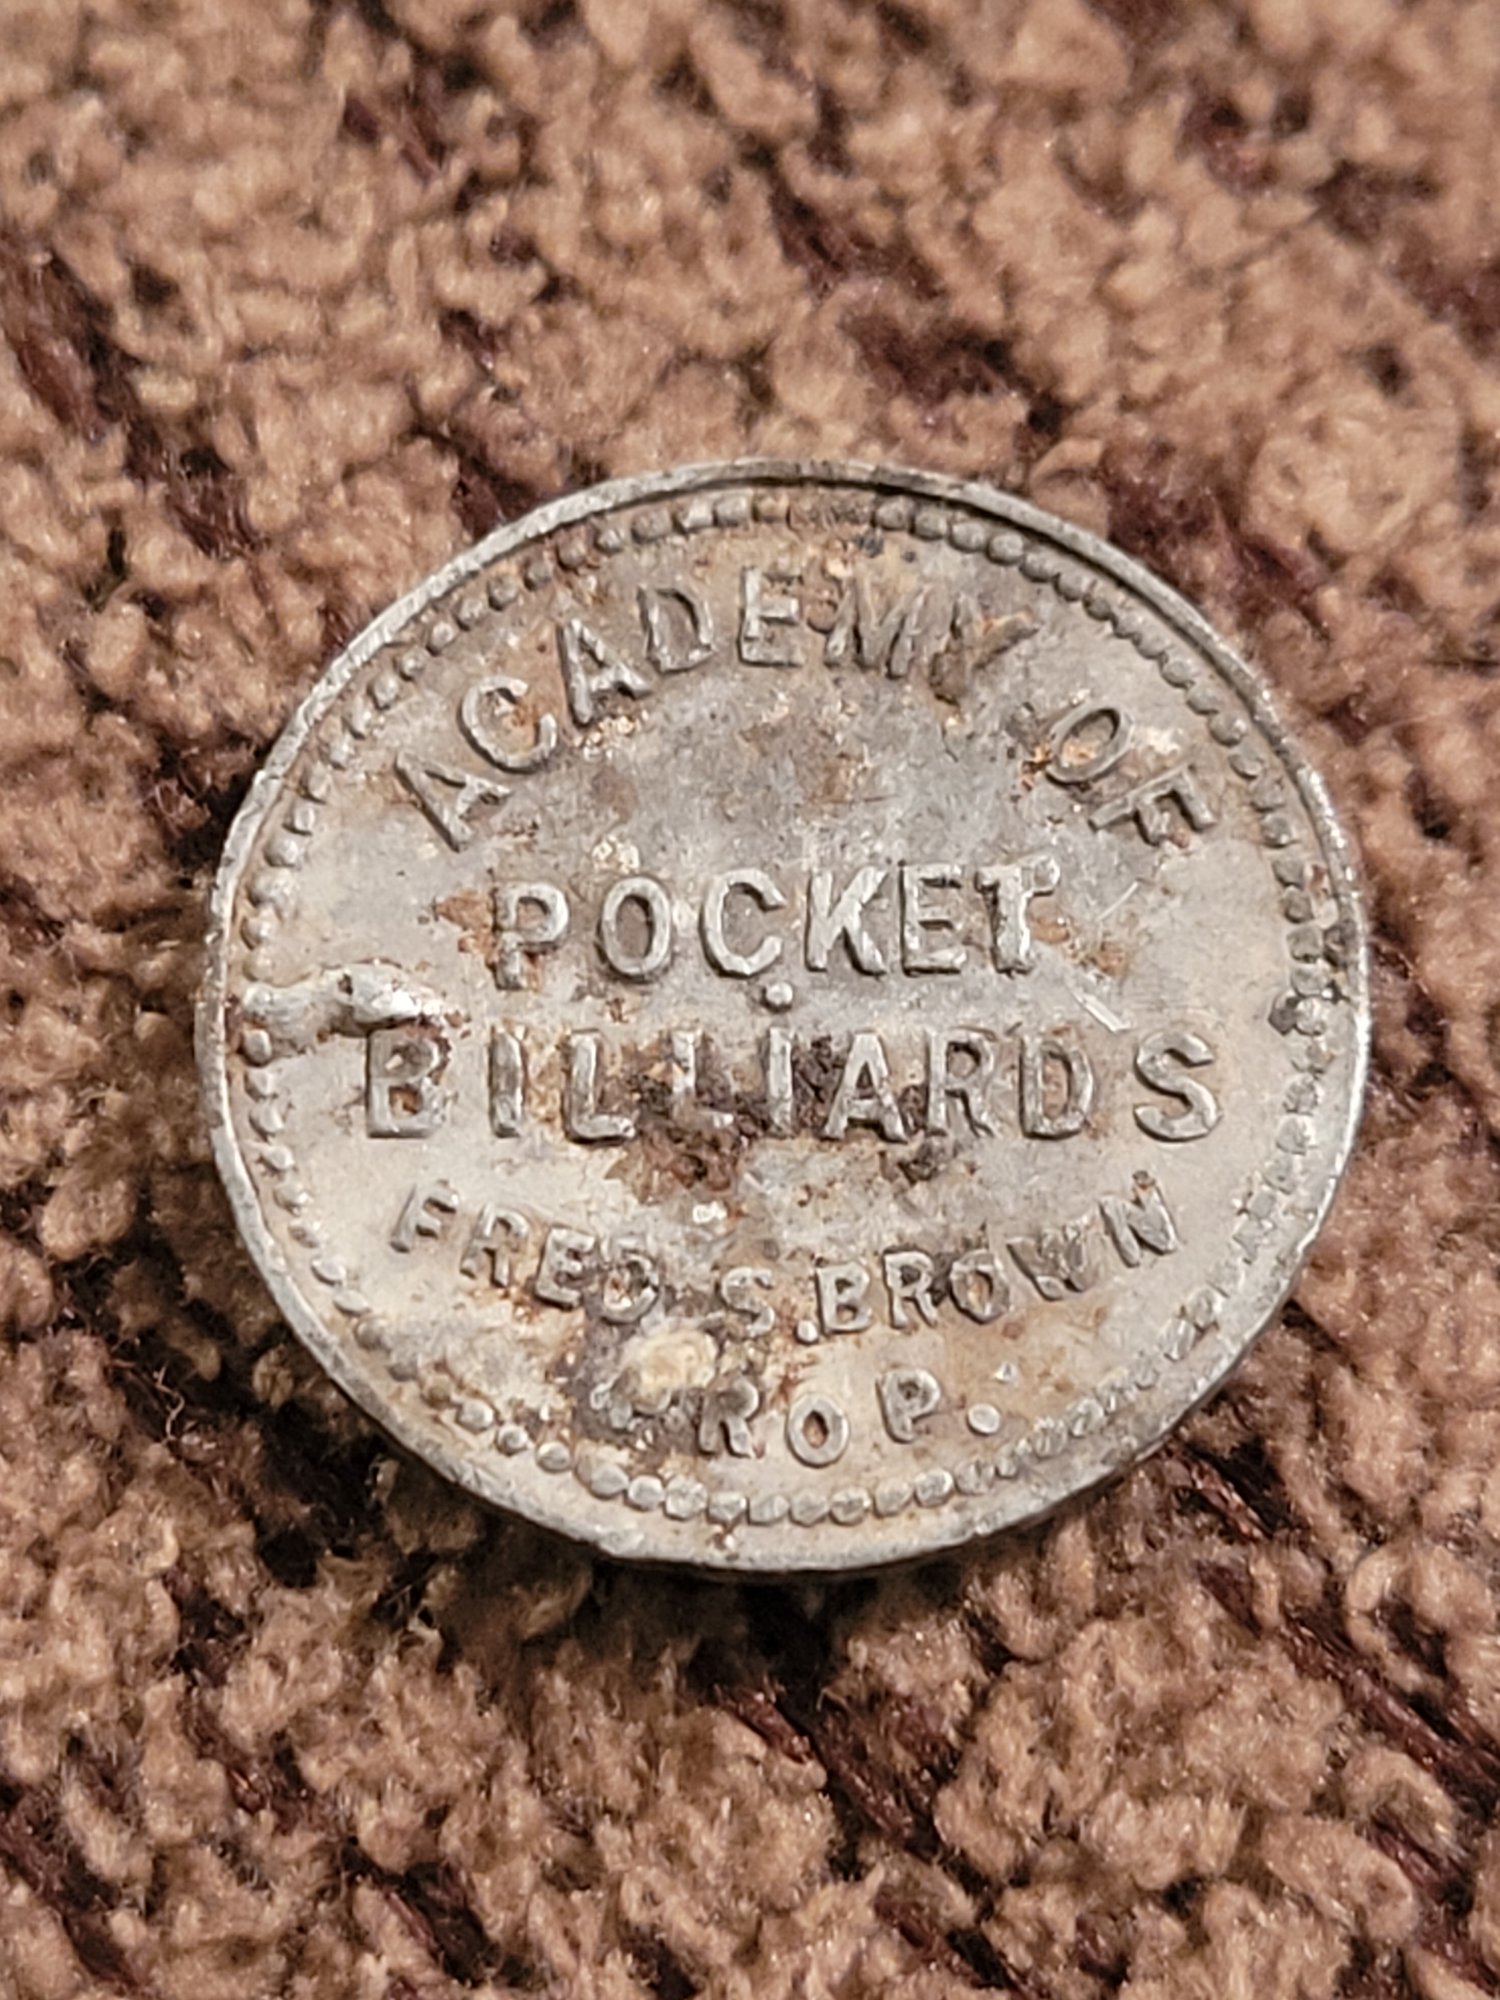 ACADEMY OF
POCKET
BILLIARDS
FRED S. BROWN
ROP.